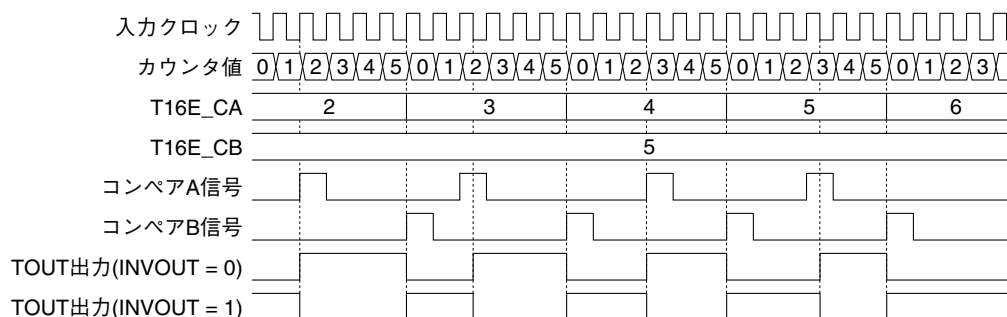 入力クロック
カウンタ値 0 1 2 3 4 5 0 1 2 3 4 5 0 1 2 3 4 5 0 1 2 3 4 5 0 1 2 3
T16E_CA 2 3 4 5 6
T16E_CB 5
コンペアA信号
コンペアB信号
TOUT出力(INVOUT = 0)
TOUT出力(INVOUT = 1)